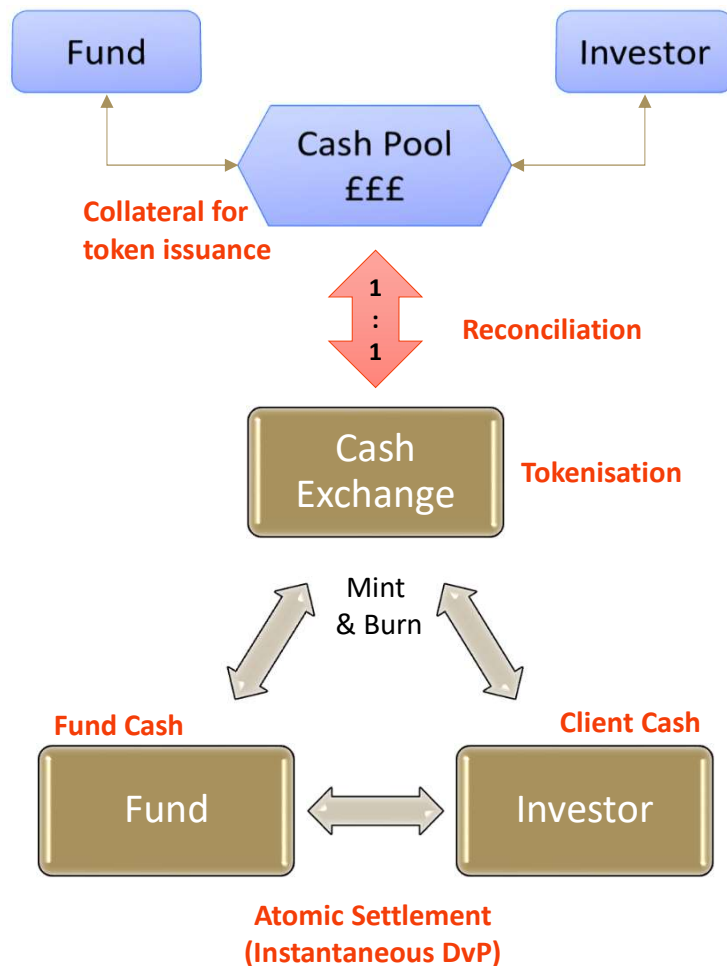 Fund
Investor
Cash Pool
£££
Collateral for
token issuance
1
:
1
Reconciliation
Cash
Exchange
Tokenisation
Mint
& Burn
Fund Cash
Client Cash
Fund
Investor
Atomic Settlement
(Instantaneous DvP)